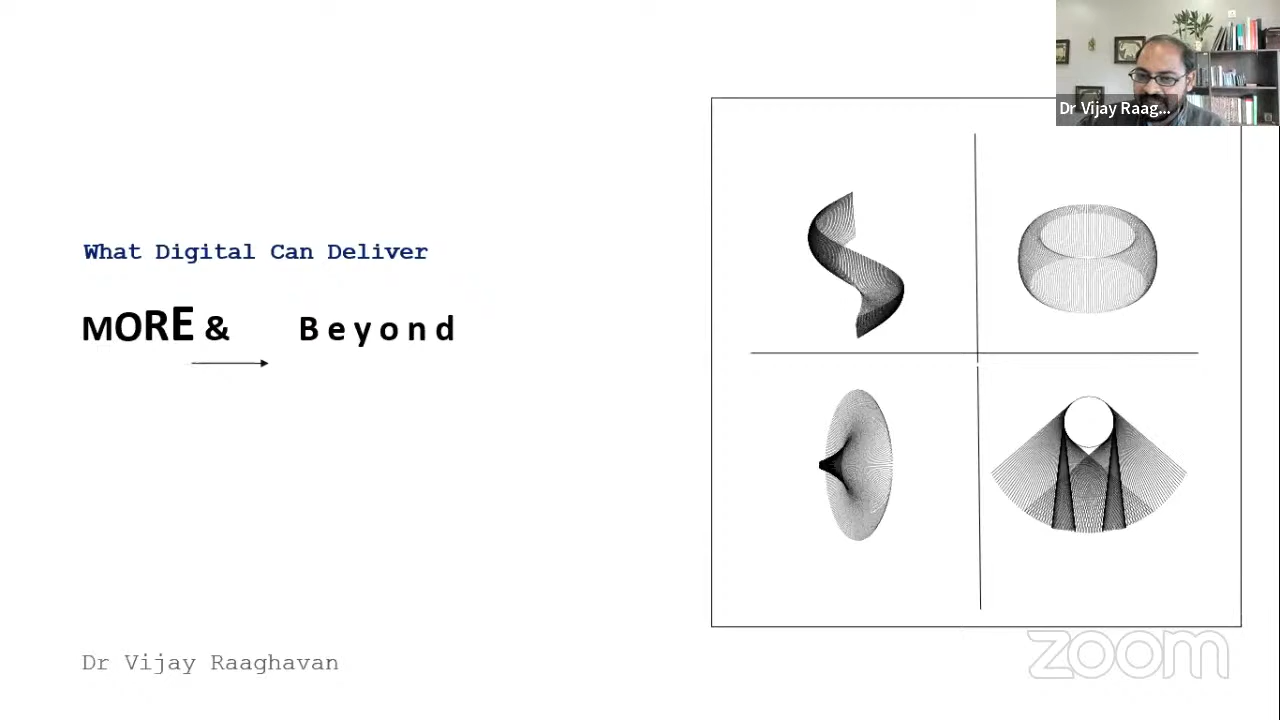 Dr Vijay Raag...
What Digital Can Deliver
MORE & Beyond
Dr Vijay Raaghavan
zoom